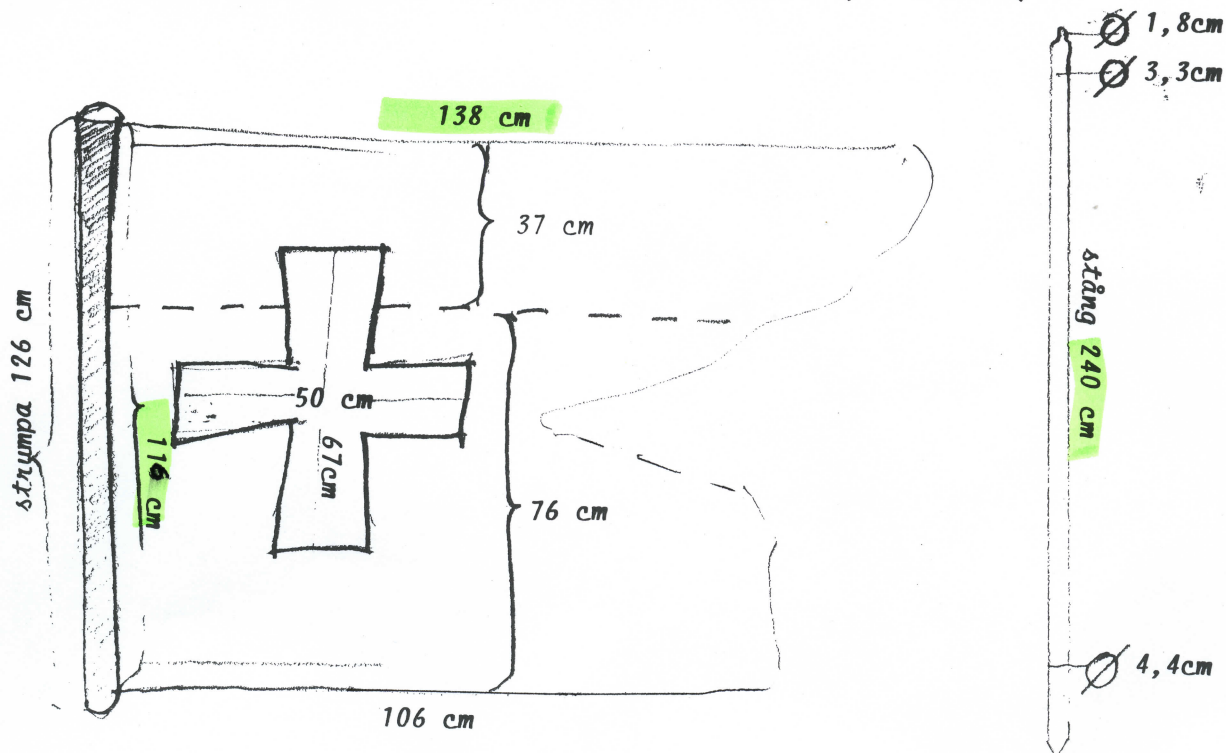 Ø 1,8cm
Ø 3,3cm
138 cm
37 cm
strumpa 126 cm
50 cm
67cm
116 cm
76 cm
106 cm
stång 240 cm
Ø 4,4cm